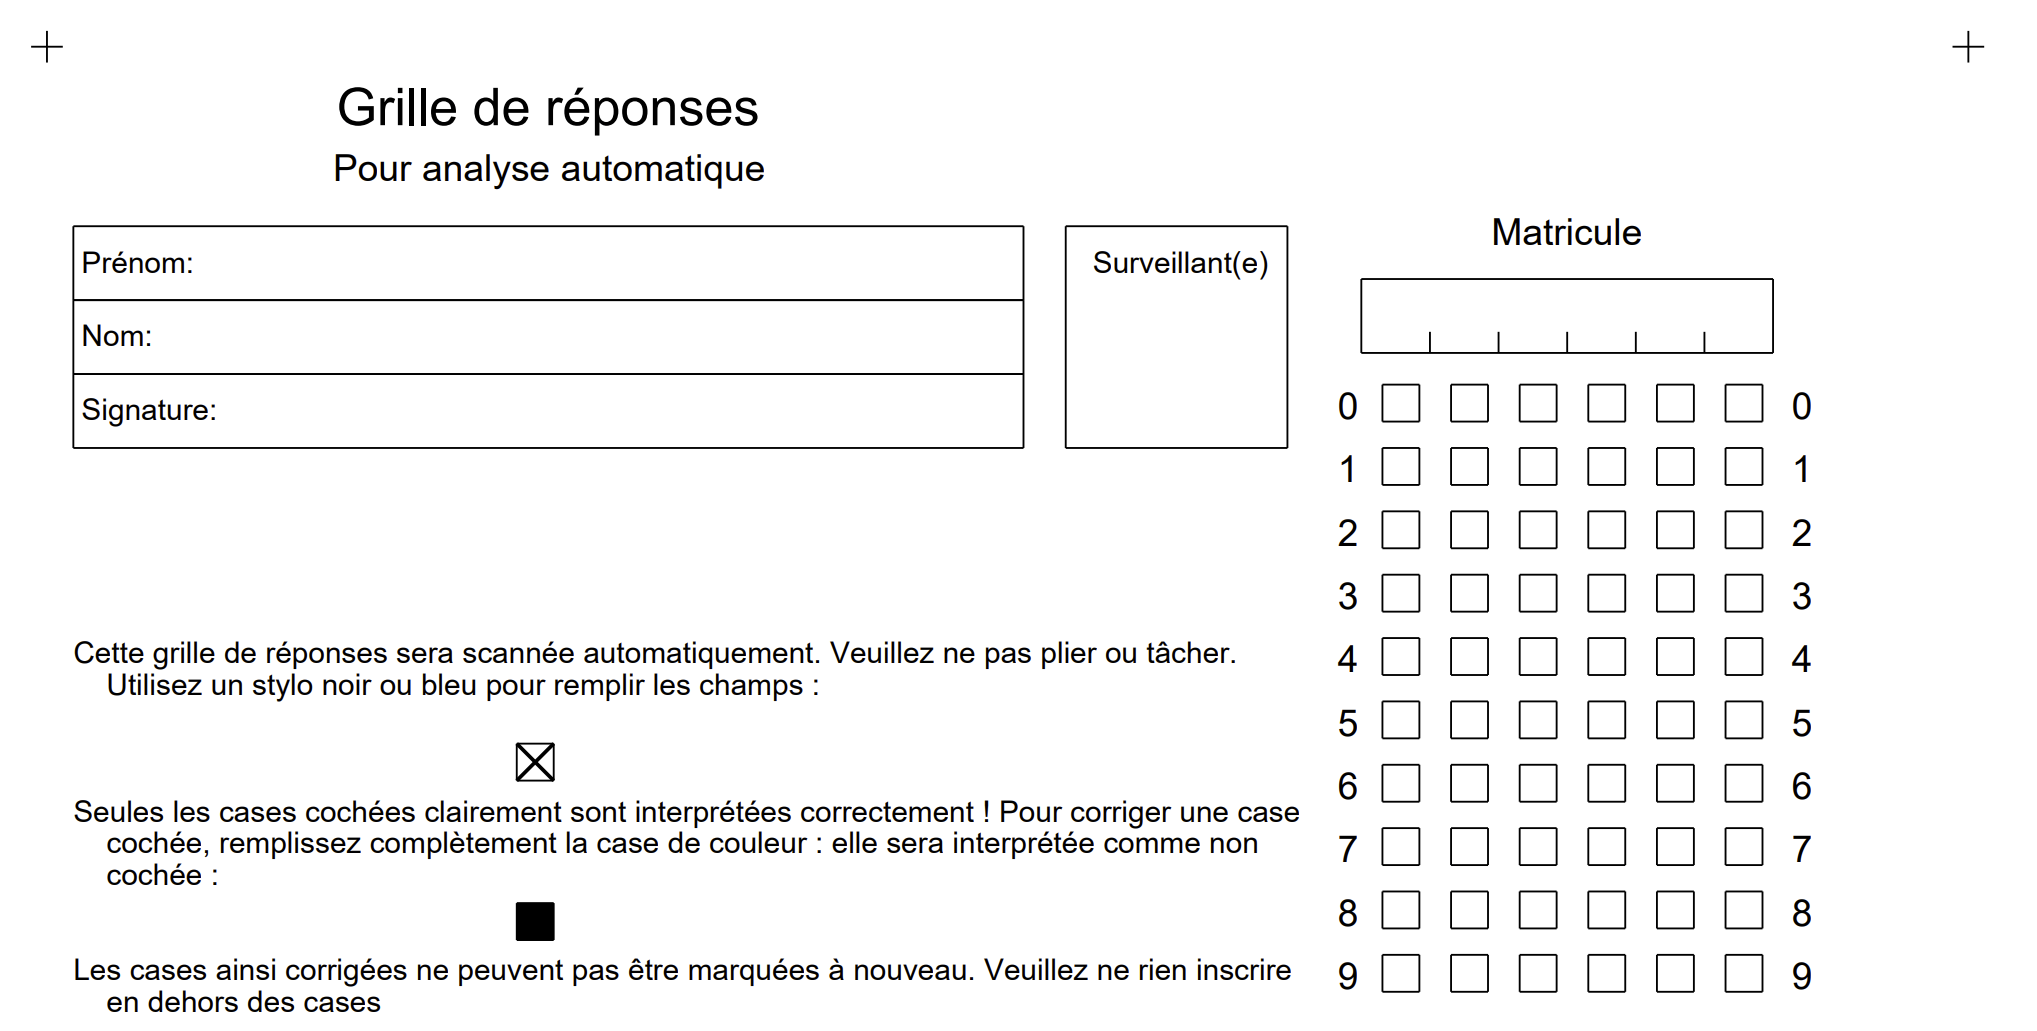 Grille de réponses
Pour analyse automatique
Prénom:
Nom:
Signature:
Surveillant(e)
Matricule
0 0
1 1
2 2
3 3
4 4
5 5
6 6
7 7
8 8
9 9
Cette grille de réponses sera scannée automatiquement. Veuillez ne pas plier ou tâcher.
Utilisez un stylo noir ou bleu pour remplir les champs :
Seules les cases cochées clairement sont interprétées correctement ! Pour corriger une case
cochée, remplissez complètement la case de couleur : elle sera interprétée comme non
cochée :
Les cases ainsi corrigées ne peuvent pas être marquées à nouveau. Veuillez ne rien inscrire
en dehors des cases